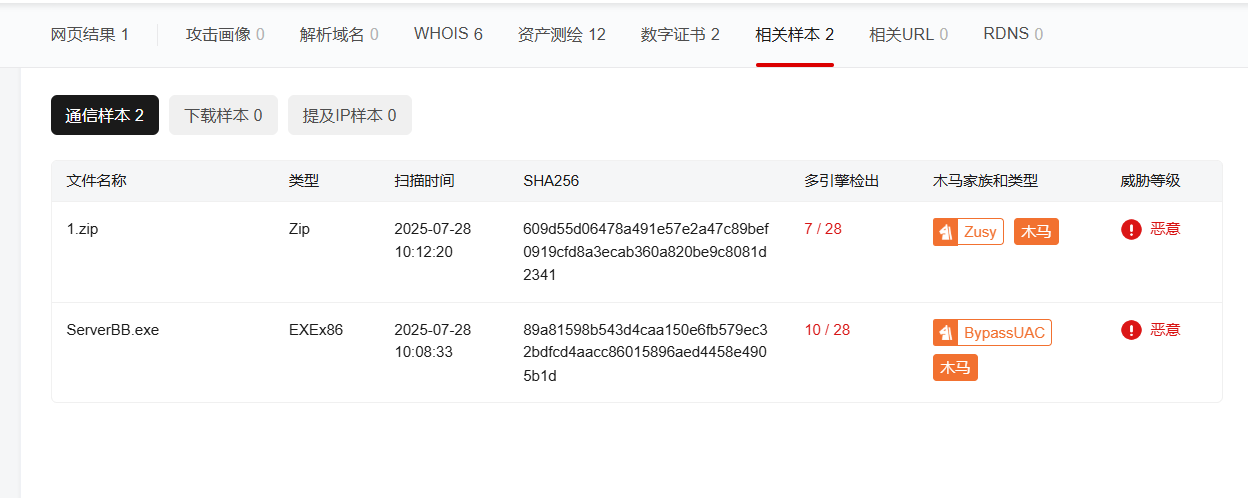 网页结果 1 攻击画像 0 解析域名 0 WHOIS 6 资产测绘 12 数字证书 2 相关样本 2 相关URL 0 RDNS 0
通信样本 2 下载样本 0 提及IP样本 0
文件名称 类型 扫描时间 SHA256 多引擎检出 木马家族和类型 威胁等级
1.zip Zip 2025-07-28 609d55d06478a491e57e2a47c89bef 7 / 28 Zusy 木马 恶意
10:12:20 0919cfd8a3ecab360a820be9c8081d
2341
ServerBB.exe EXEx86 2025-07-28 89a81598b543d4caa150e6fb579ec3 10 / 28 BypassUAC 恶意
10:08:33 2bdfcd4aacc86015896aed4458e490
木马
5b1d